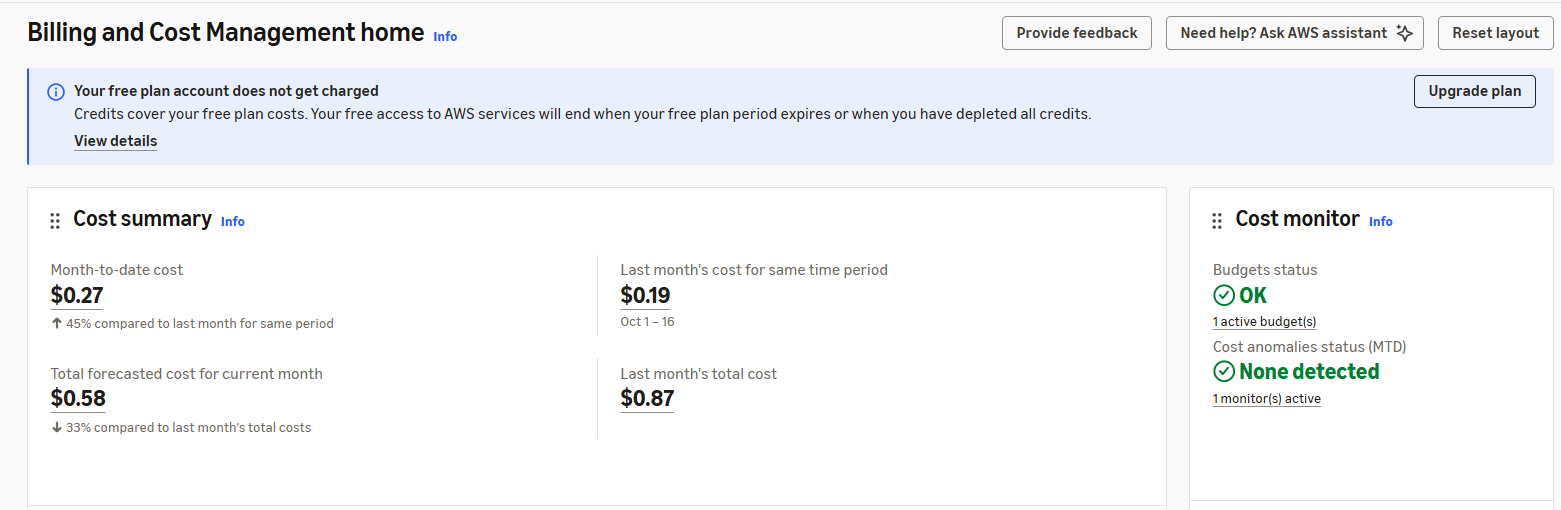 Billing and Cost Management home Info
Provide feedback
Need help? Ask AWS assistant
Reset layout
Your free plan account does not get charged
Credits cover your free plan costs. Your free access to AWS services will end when your free plan period expires or when you have depleted all credits.
View details
Upgrade plan
Cost summary Info
Month-to-date cost
$0.27
45% compared to last month for same period
Last month's cost for same time period
$0.19
Oct 1 – 16
Total forecasted cost for current month
$0.58
33% compared to last month's total costs
Last month's total cost
$0.87
Cost monitor Info
Budgets status
OK
1 active budget(s)
Cost anomalies status (MTD)
None detected
1 monitor(s) active